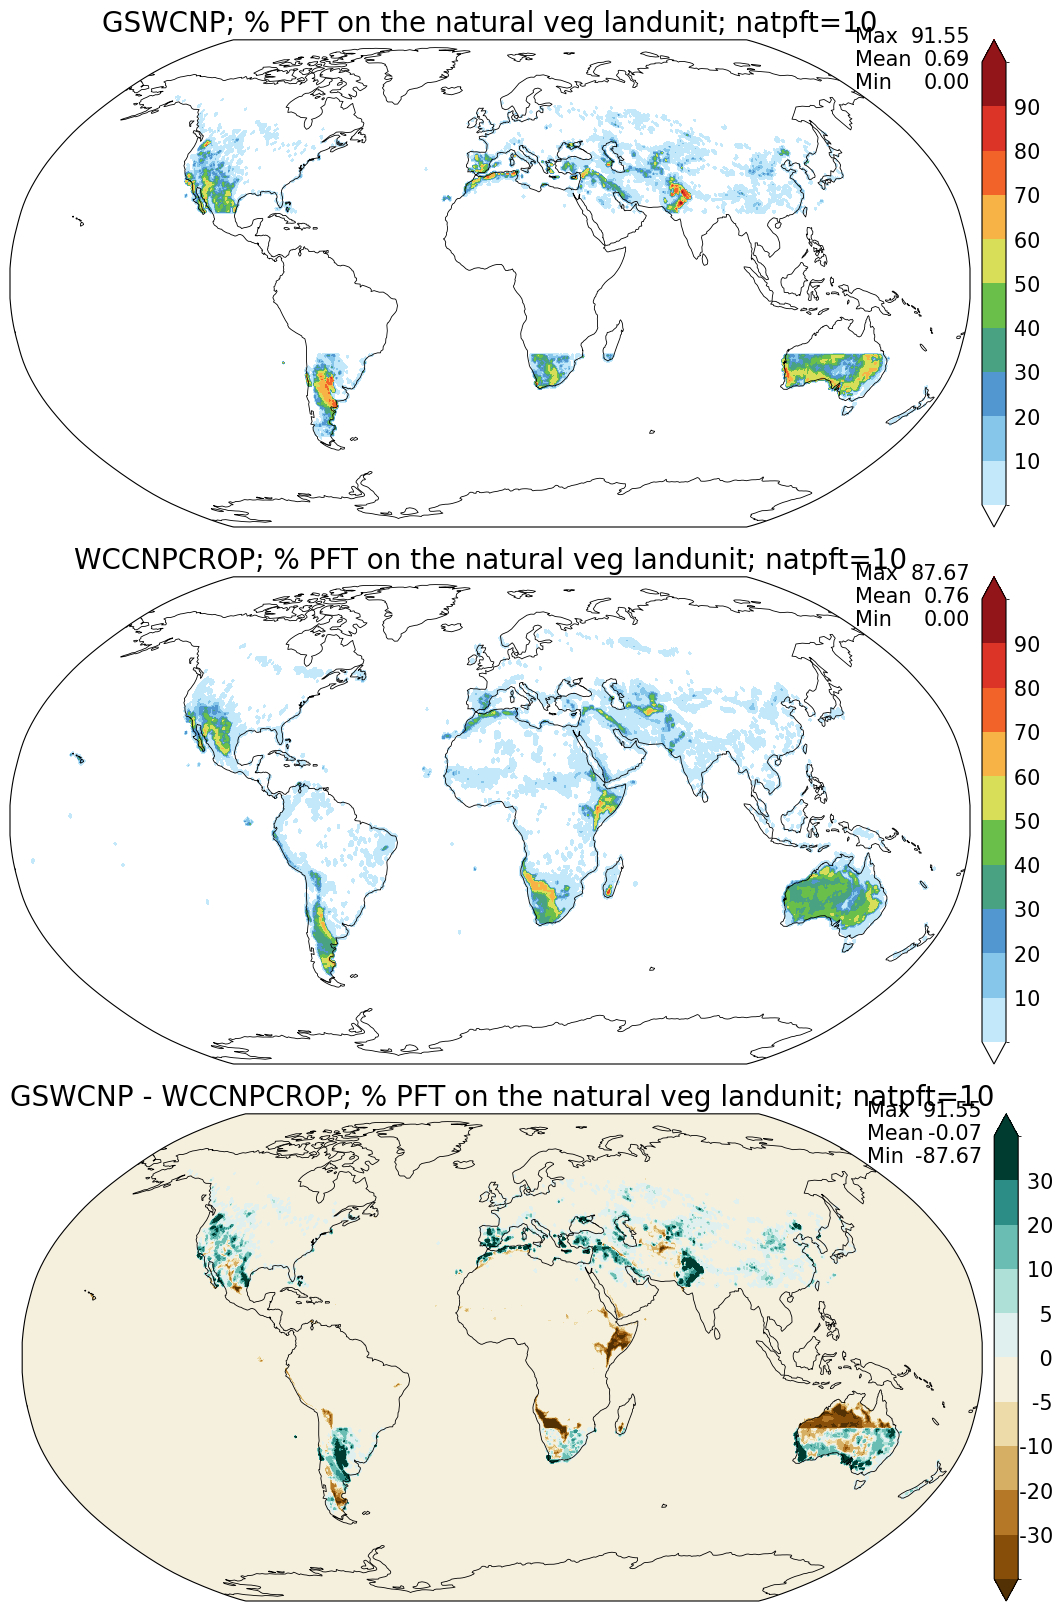 GSWCNP; % PFT on the natural veg landunit; natpft=10
Max 91.55
Mean 0.69
Min 0.00
90
80
70
60
50
40
30
20
10
WCCNPCROP; % PFT on the natural veg landunit; natpft=10
Max 87.67
Mean 0.76
Min 0.00
90
80
70
60
50
40
30
20
10
GSWCNP - WCCNPCROP; % PFT on the natural veg landunit; natpft=10
Max 91.55
Mean -0.07
Min -87.67
30
20
10
5
0
-5
-10
-20
-30